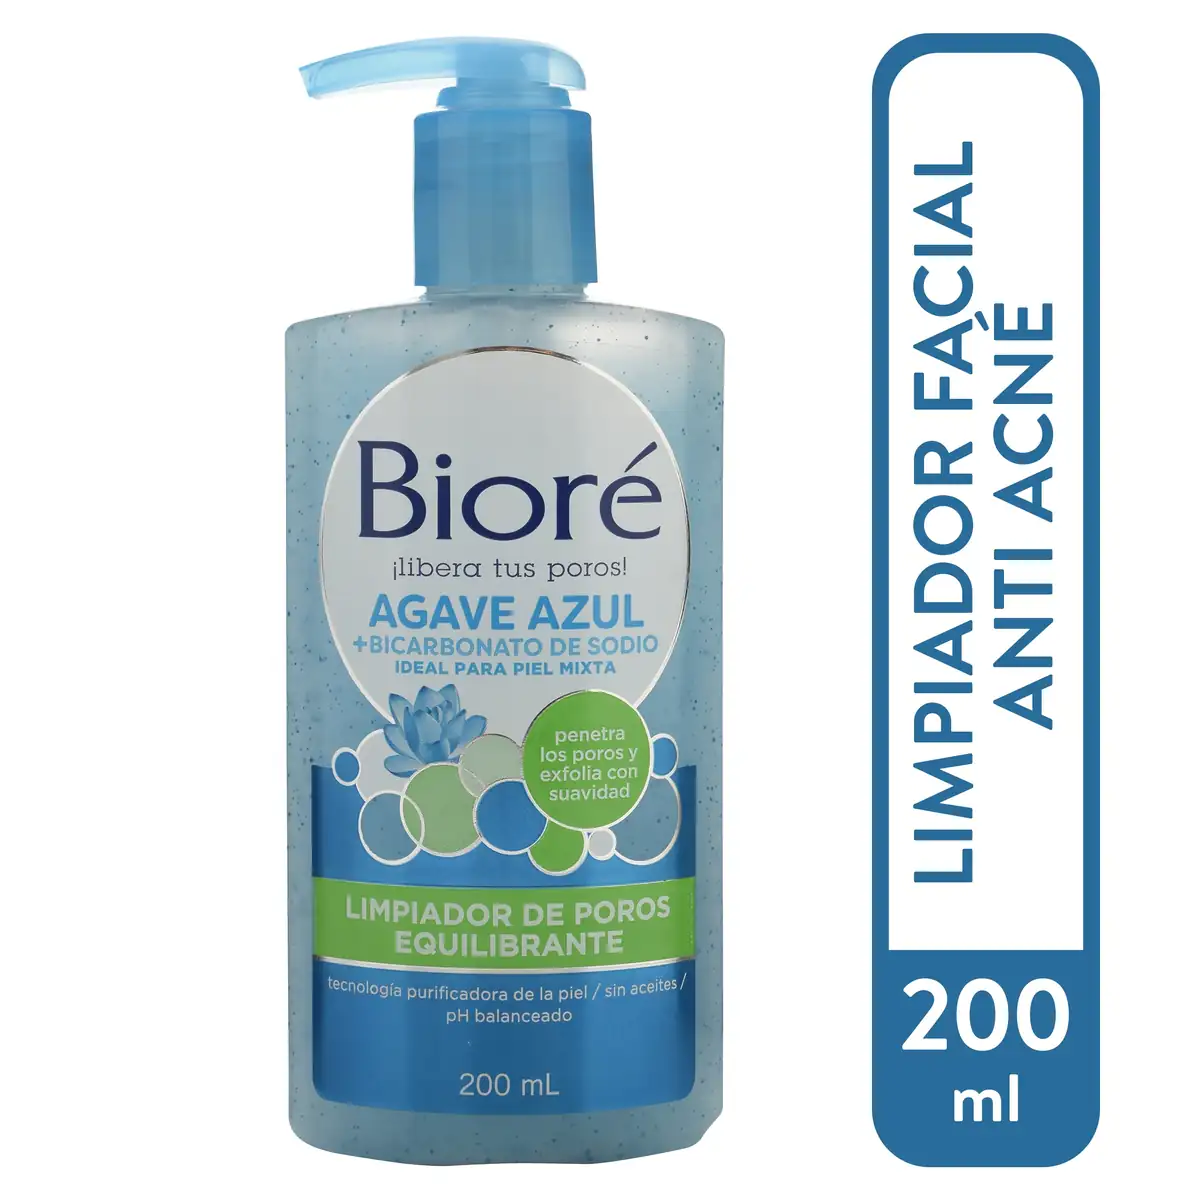 Bioré
¡libera tus poros!
AGAVE AZUL
+BICARBONATO DE SODIO
IDEAL PARA PIEL MIXTA
penetra
los poros y
exfolia con
suavidad
LIMPIADOR DE POROS
EQUILIBRANTE
tecnología purificadora de la piel / sin aceites /
pH balanceado
200 mL
LIMPIADOR FACIAL
ANTI ACNÉ
200
ml